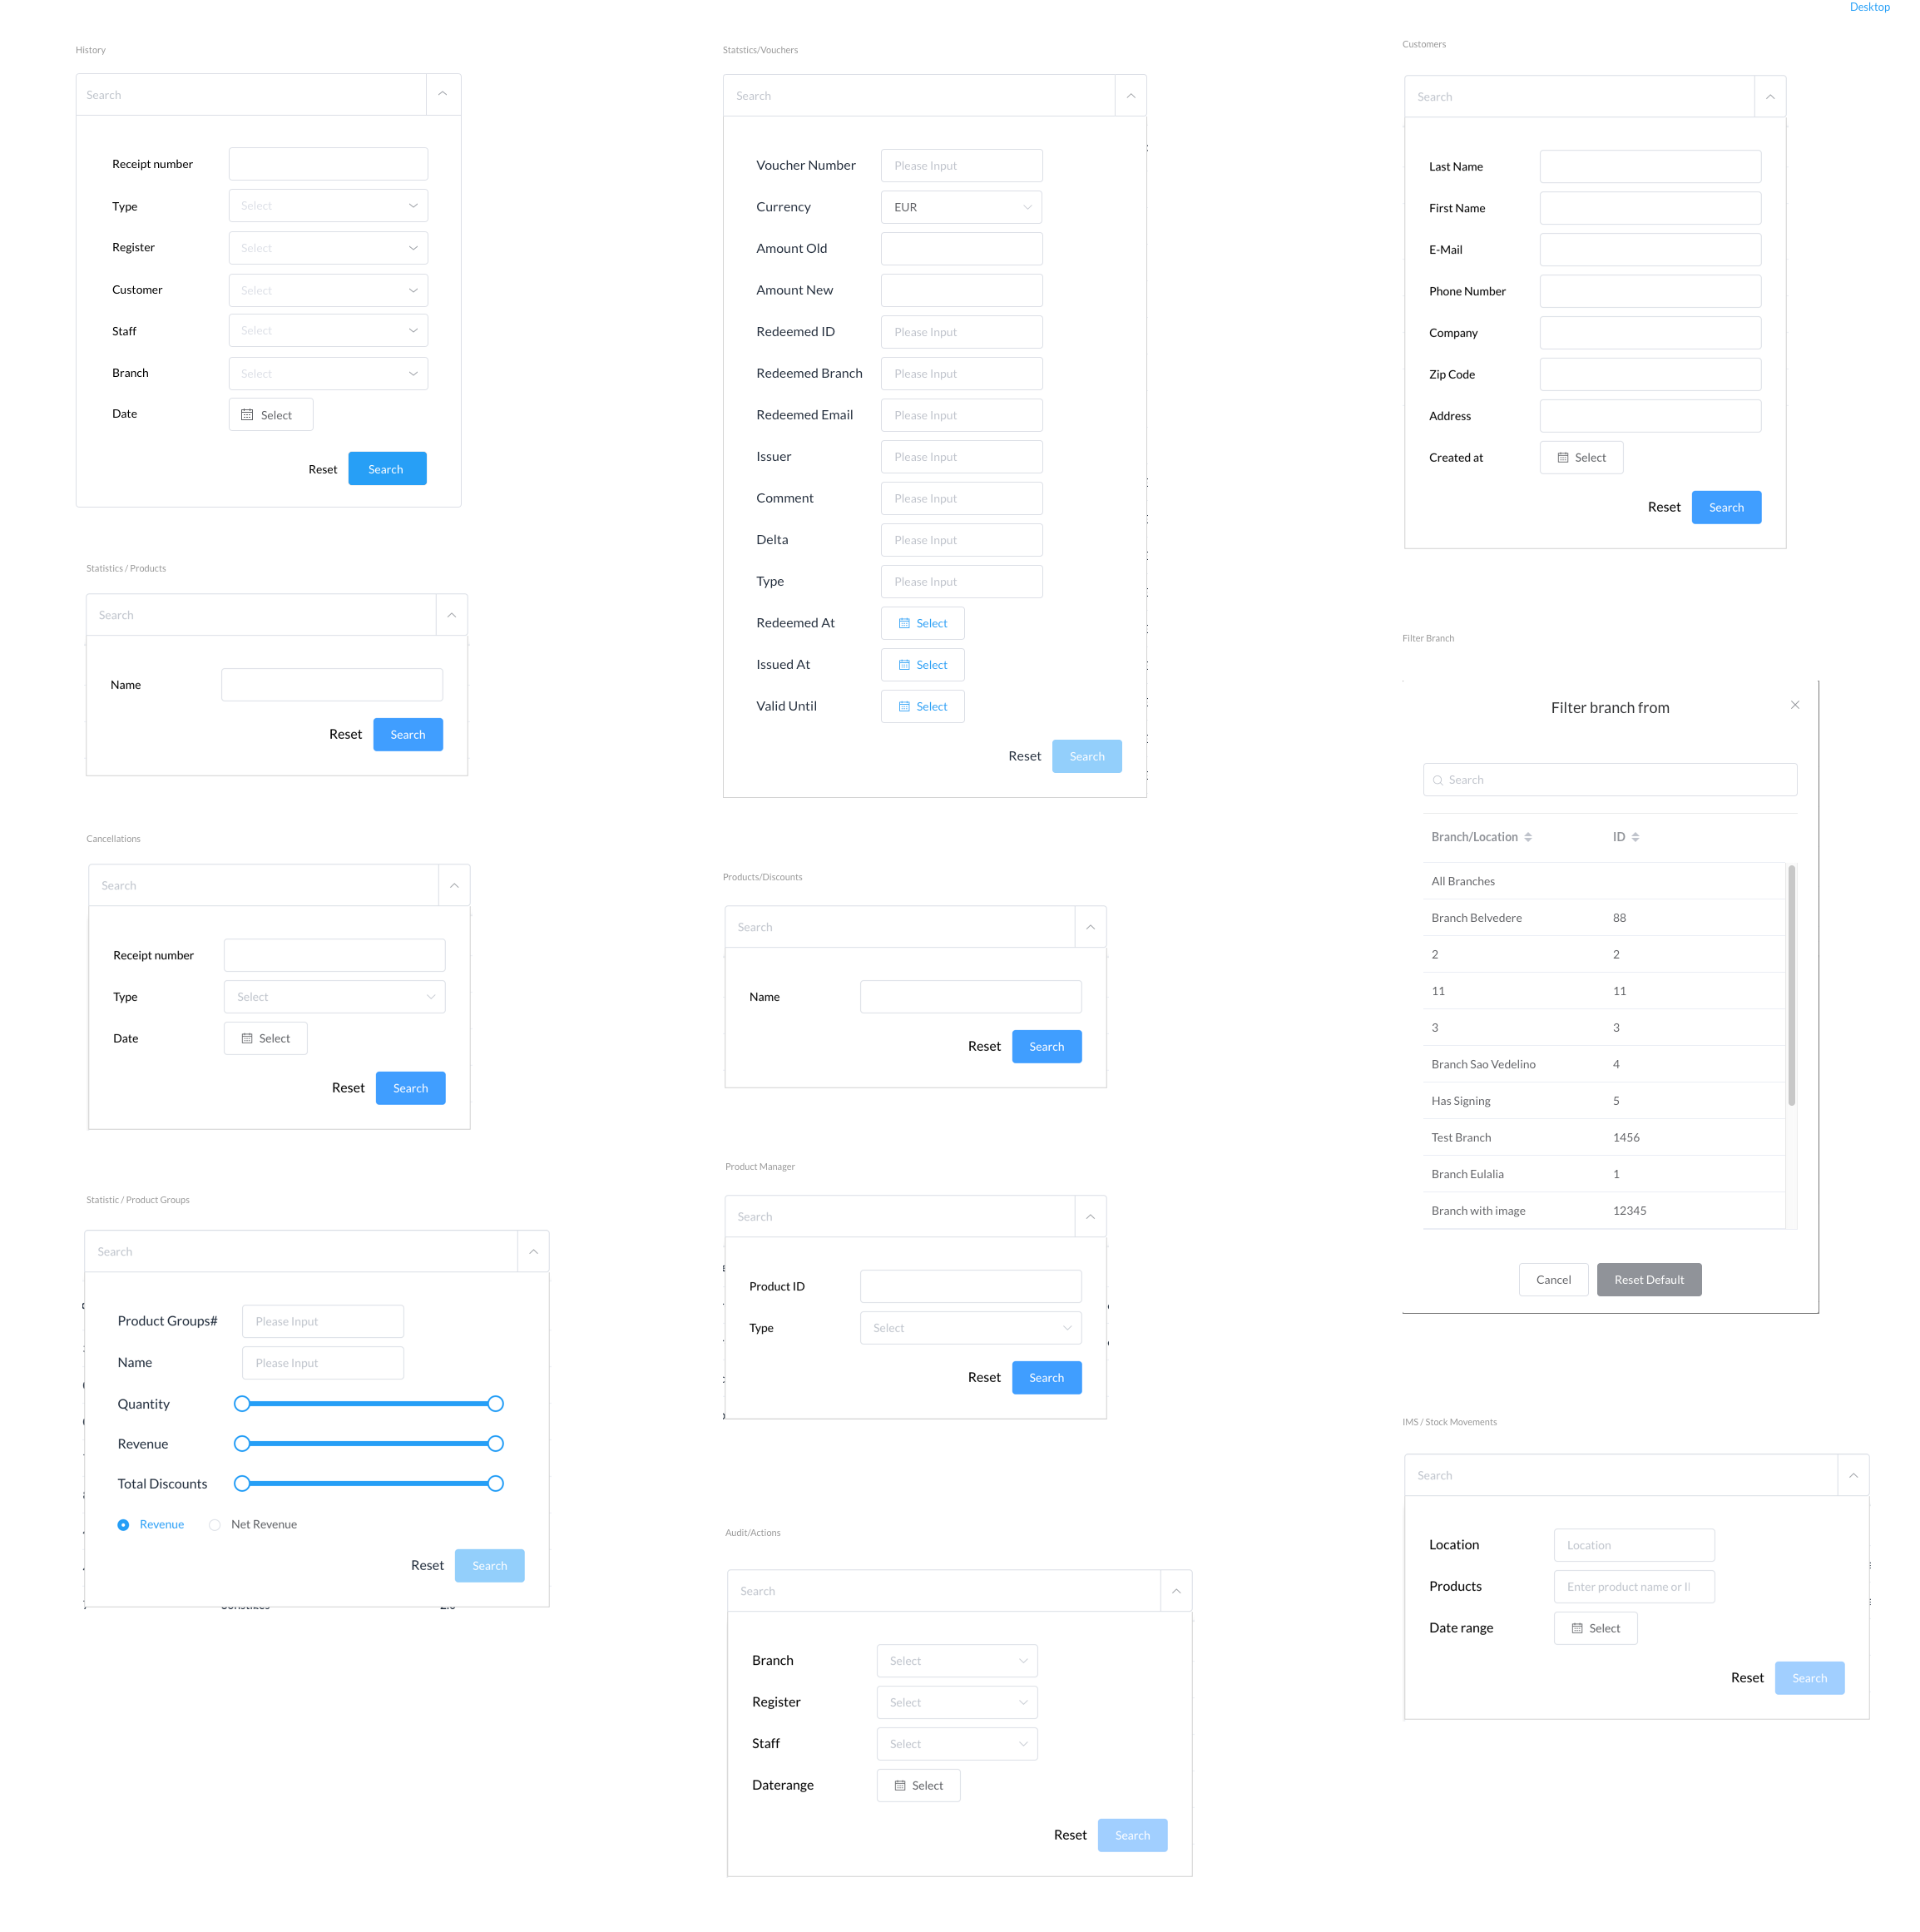 Desktop
History
Search
Receipt number
Type Select
Register Select
Customer Select
Staff Select
Branch Select
Date Select
Reset Search
Statistics / Products
Search
Name
Reset Search
Cancellations
Search
Receipt number
Type Select
Date Select
Reset Search
Statistic / Product Groups
Search
Product Groups# Please Input
Name Please Input
Quantity
Revenue
Total Discounts
Revenue Net Revenue
Reset Search
Statstics/Vouchers
Search
Voucher Number Please Input
Currency EUR
Amount Old
Amount New
Redeemed ID Please Input
Redeemed Branch Please Input
Redeemed Email Please Input
Issuer Please Input
Comment Please Input
Delta Please Input
Type Please Input
Redeemed At Select
Issued At Select
Valid Until Select
Reset Search
Products/Discounts
Search
Name
Reset Search
Product Manager
Search
Product ID
Type Select
Reset Search
Audit/Actions
Search
Branch Select
Register Select
Staff Select
Daterange Select
Reset Search
Customers
Search
Last Name
First Name
E-Mail
Phone Number
Company
Zip Code
Address
Created at Select
Reset Search
Filter Branch
Filter branch from
Search
Branch/Location ID
All Branches
Branch Belvedere 88
2 2
11 11
3 3
Branch Sao Vedelino 4
Has Signing 5
Test Branch 1456
Branch Eulalia 1
Branch with image 12345
Cancel Reset Default
IMS / Stock Movements
Search
Location Location
Products Enter product name or I
Date range Select
Reset Search